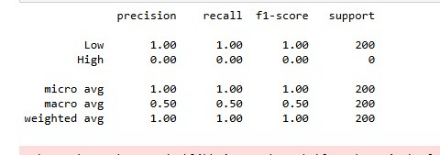 precision recall f1-score support
Low 1.00 1.00 1.00 200
High 0.00 0.00 0.00 0
micro avg 1.00 1.00 1.00 200
macro avg 0.50 0.50 0.50 200
weighted avg 1.00 1.00 1.00 200